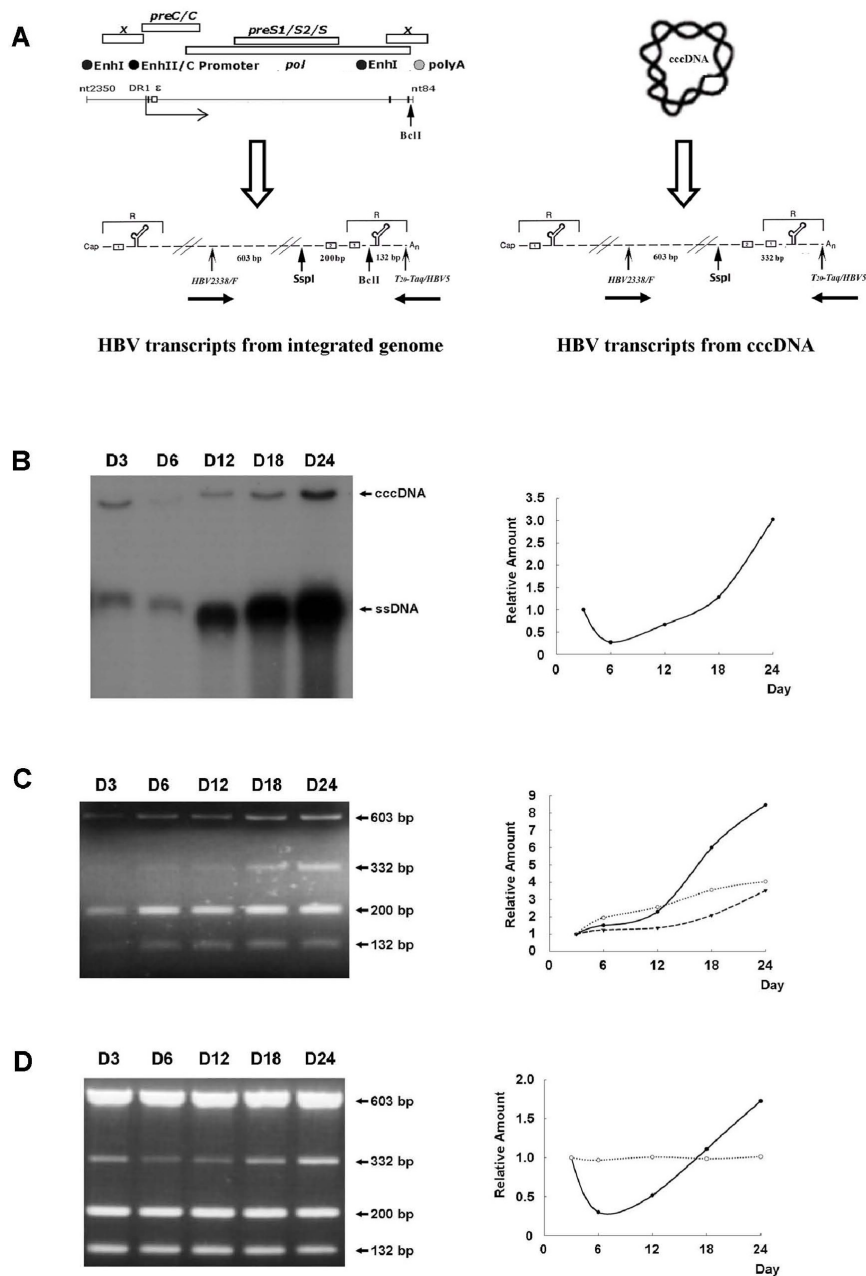 A
preC/C
X
preS1/S2/S
X
EnhI
EnhII/C Promoter
pol
EnhI
polyA
nt2350
DR1
ε
nt84
BclI
cccDNA
R
R
Cap
1
603 bp
2
1
200bp
132 bp
An
HBV2338/F
SspI
BclI
T20-Taq/HBV5
HBV transcripts from integrated genome
R
R
Cap
1
603 bp
2
1
332 bp
An
HBV2338/F
SspI
T20-Taq/HBV5
HBV transcripts from cccDNA
B
D3 D6 D12 D18 D24
cccDNA
ssDNA
Relative Amount
3.5
3.0
2.5
2.0
1.5
1.0
0.5
0
0 6 12 18 24
Day
C
D3 D6 D12 D18 D24
603 bp
332 bp
200 bp
132 bp
Relative Amount
9
8
7
6
5
4
3
2
1
0
0 6 12 18 24
Day
D
D3 D6 D12 D18 D24
603 bp
332 bp
200 bp
132 bp
Relative Amount
2.0
1.5
1.0
0.5
0
0 6 12 18 24
Day